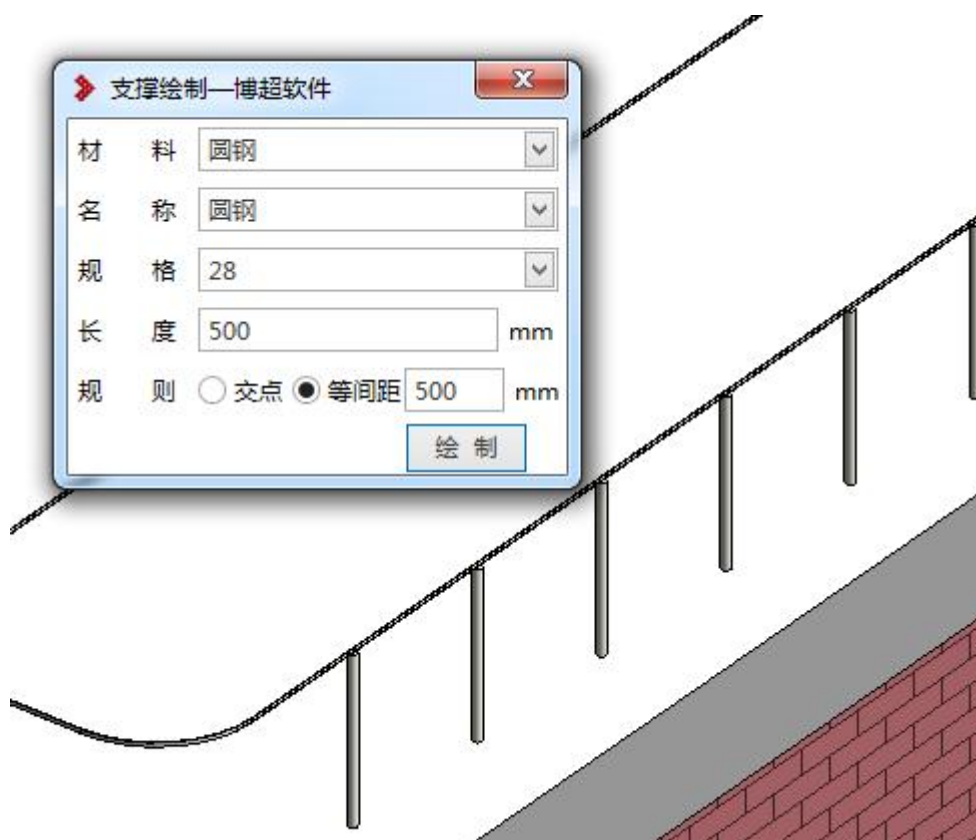 支撑绘制—博超软件
材 料 圆钢
名 称 圆钢
规 格 28
长 度 500 mm
规 则 交点 等间距 500 mm
绘 制